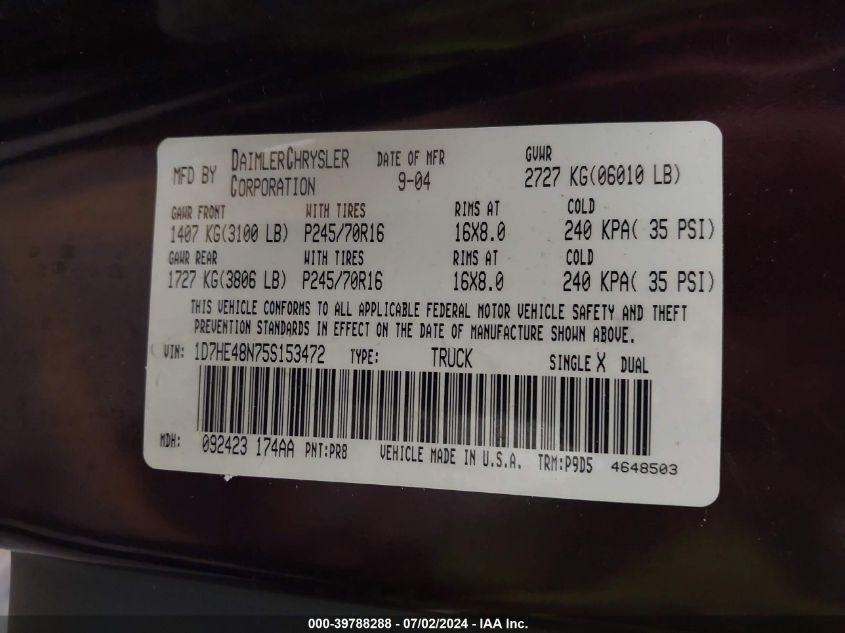 MFD BY DAIMLERCHRYSLER CORPORATION DATE OF MFR 9-04 GVWR 2727 KG(06010 LB)
GAWR FRONT WITH TIRES RIMS AT COLD
1407 KG(3100 LB) P245/70R16 16X8.0 240 KPA( 35 PSI)
GAWR REAR WITH TIRES RIMS AT COLD
1727 KG(3806 LB) P245/70R16 16X8.0 240 KPA( 35 PSI)
THIS VEHICLE CONFORMS TO ALL APPLICABLE FEDERAL MOTOR VEHICLE SAFETY AND THEFT
PREVENTION STANDARDS IN EFFECT ON THE DATE OF MANUFACTURE SHOWN ABOVE.
VIN: 1D7HE48N75S153472 TYPE: TRUCK SINGLE X DUAL
MDH: 092423 174AA PNT:PR8 VEHICLE MADE IN U.S.A. TRM:P9D5 4648503
000-39788288 - 07/02/2024 - IAA Inc.